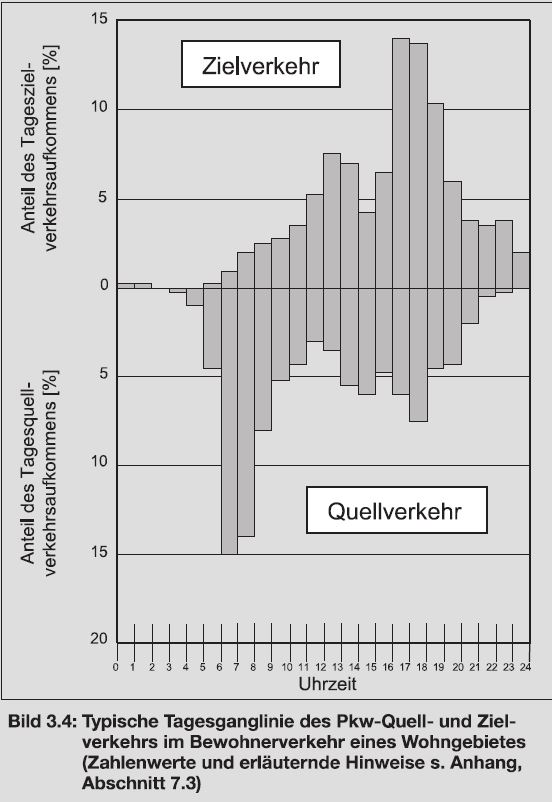 15
Zielverkehr
10
5
0
5
10
15
20
Anteil des Tagesziel-
verkehrsaufkommens [%]
Anteil des Tagesquell-
verkehrsaufkommens [%]
Quellverkehr
0 1 2 3 4 5 6 7 8 9 10 11 12 13 14 15 16 17 18 19 20 21 22 23 24
Uhrzeit
Bild 3.4: Typische Tagesganglinie des Pkw-Quell- und Ziel-
verkehrs im Bewohnerverkehr eines Wohngebietes
(Zahlenwerte und erläuternde Hinweise s. Anhang,
Abschnitt 7.3)